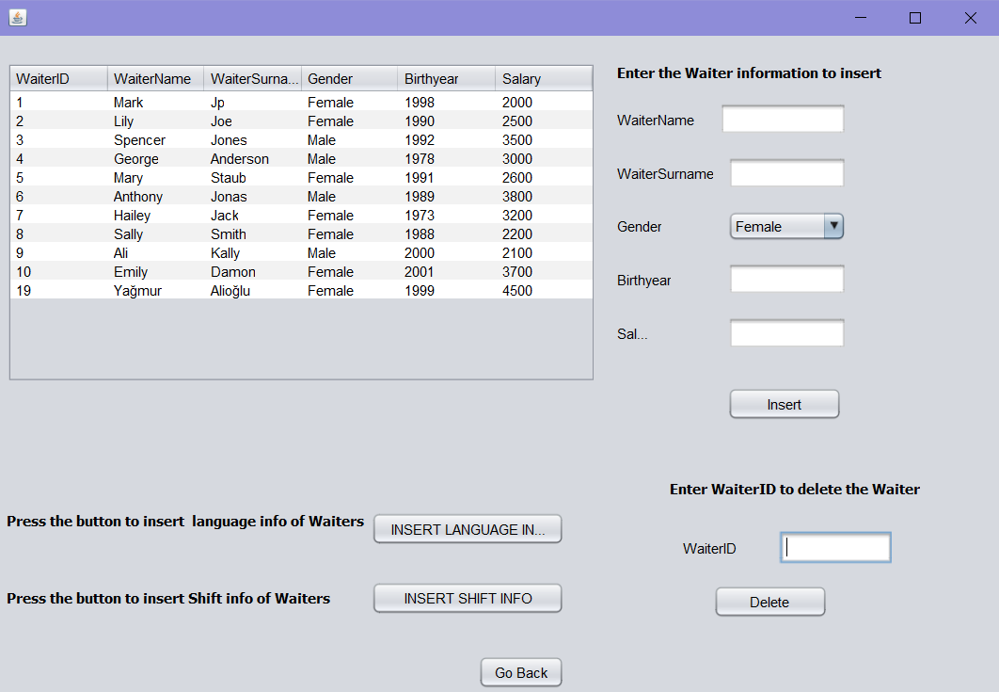 WaiterID WaiterName WaiterSurna... Gender Birthyear Salary
1 Mark Jp Female 1998 2000
2 Lily Joe Female 1990 2500
3 Spencer Jones Male 1992 3500
4 George Anderson Male 1978 3000
5 Mary Staub Female 1991 2600
6 Anthony Jonas Male 1989 3800
7 Hailey Jack Female 1973 3200
8 Sally Smith Female 1988 2200
9 Ali Kally Male 2000 2100
10 Emily Damon Female 2001 3700
19 Yağmur Alioğlu Female 1999 4500
Enter the Waiter information to insert
WaiterName
WaiterSurname
Gender Female
Birthyear
Sal...
Insert
Press the button to insert language info of Waiters INSERT LANGUAGE IN...
Press the button to insert Shift info of Waiters INSERT SHIFT INFO
Go Back
Enter WaiterID to delete the Waiter
WaiterID
Delete